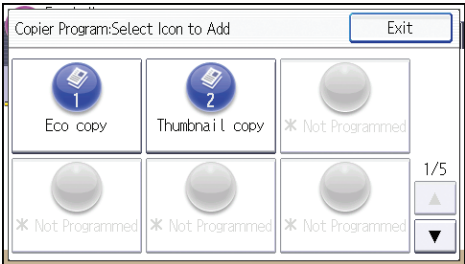 Copier Program:Select Icon to Add
Exit
1
2
Eco copy
Thumbnail copy
* Not Programmed
1/5
* Not Programmed
* Not Programmed
* Not Programmed
▲
▼